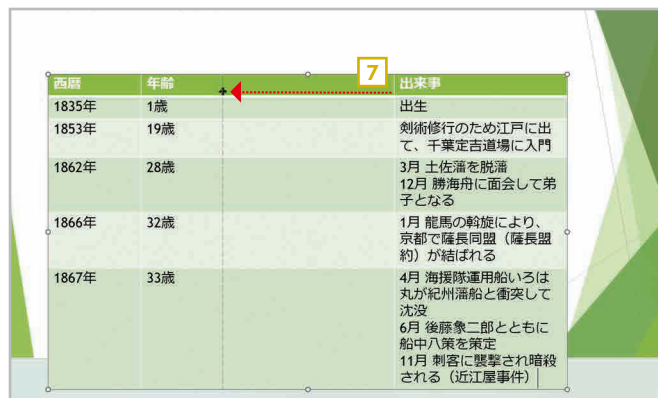 7
西暦 年齢 出来事
1835年 1歳 出生
1853年 19歳 剣術修行のため江戸に出
て、千葉定吉道場に入門
1862年 28歳 3月 土佐藩を脱藩
12月 勝海舟に面会して弟
子となる
1866年 32歳 1月 龍馬の斡旋により、
京都で薩長同盟（薩長盟
約）が結ばれる
1867年 33歳 4月 海援隊運用船いろは
丸が紀州藩船と衝突して
沈没
6月 後藤象二郎とともに
船中八策を策定
11月 刺客に襲撃され暗殺
される（近江屋事件）